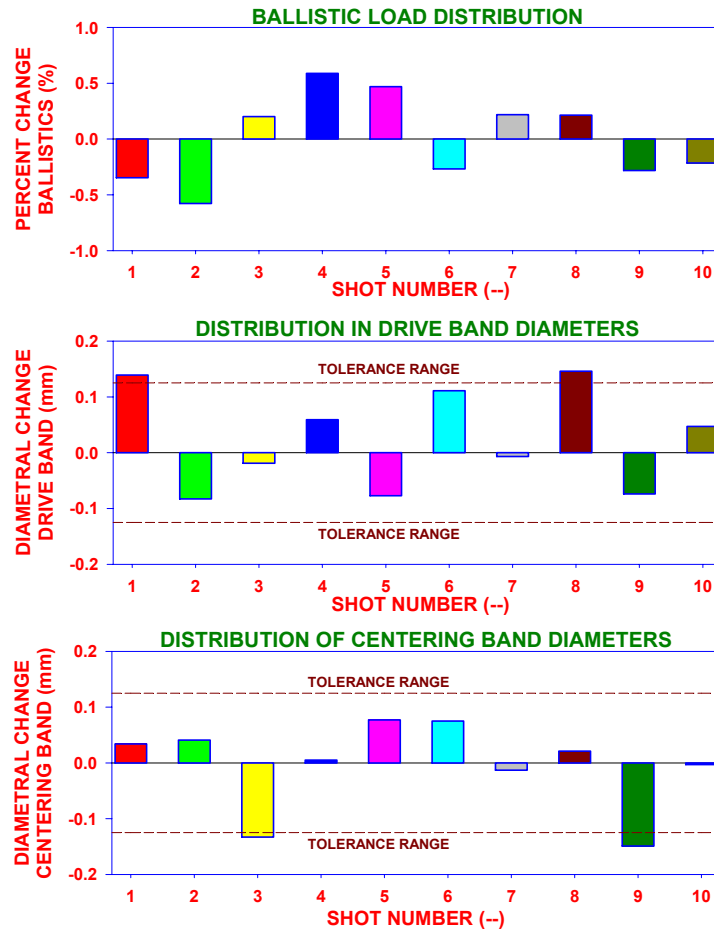 BALLISTIC LOAD DISTRIBUTION
PERCENT CHANGE
BALLISTICS (%)
1.0
0.5
0.0
-0.5
-1.0
1 2 3 4 5 6 7 8 9 10
SHOT NUMBER (--)
DISTRIBUTION IN DRIVE BAND DIAMETERS
DIAMETRAL CHANGE
DRIVE BAND (mm)
0.2
TOLERANCE RANGE
0.1
0.0
-0.1
TOLERANCE RANGE
-0.2
1 2 3 4 5 6 7 8 9 10
SHOT NUMBER (--)
DISTRIBUTION OF CENTERING BAND DIAMETERS
DIAMETRAL CHANGE
CENTERING BAND (mm)
0.2
TOLERANCE RANGE
0.1
0.0
-0.1
TOLERANCE RANGE
-0.2
1 2 3 4 5 6 7 8 9 10
SHOT NUMBER (--)